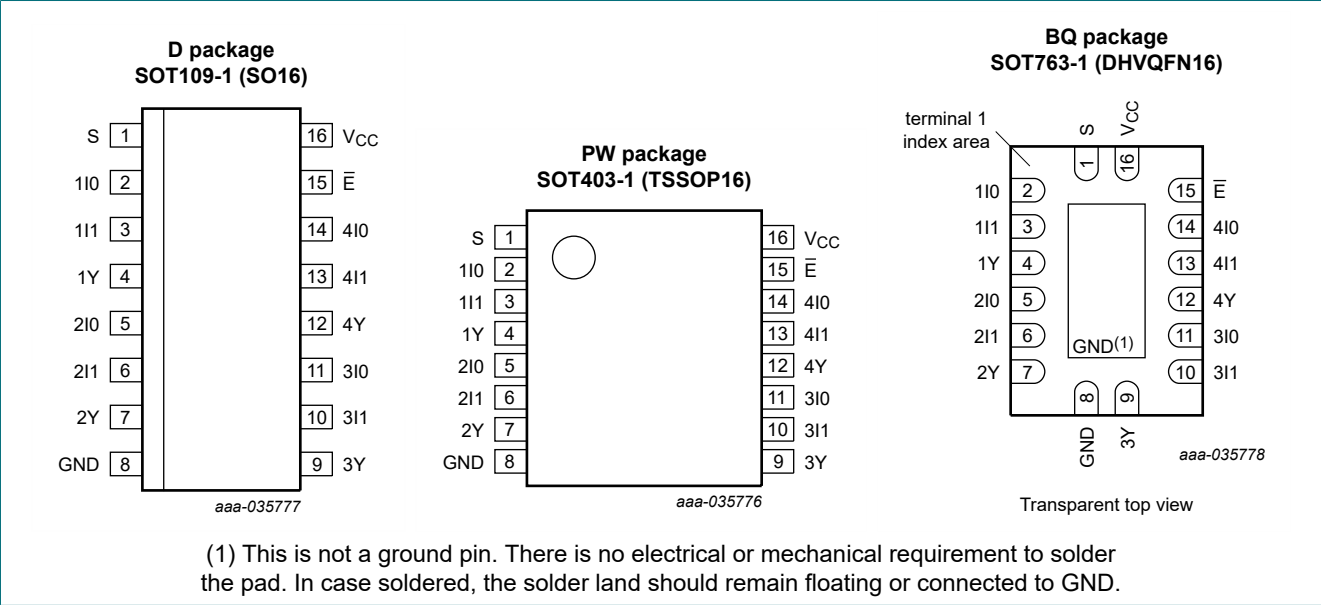 D package
SOT109-1 (SO16)
S 1 16 VCC
1I0 2 15 E̅
1I1 3 14 4I0
1Y 4 13 4I1
2I0 5 12 4Y
2I1 6 11 3I0
2Y 7 10 3I1
GND 8 9 3Y
aaa-035777
PW package
SOT403-1 (TSSOP16)
S 1 16 VCC
1I0 2 15 E̅
1I1 3 14 4I0
1Y 4 13 4I1
2I0 5 12 4Y
2I1 6 11 3I0
2Y 7 10 3I1
GND 8 9 3Y
aaa-035776
BQ package
SOT763-1 (DHVQFN16)
terminal 1
index area
S VCC
1 16
1I0 2 15 E̅
1I1 3 14 4I0
1Y 4 13 4I1
2I0 5 12 4Y
2I1 6 11 3I0
GND(1)
2Y 7 10 3I1
8 9
GND 3Y
aaa-035778
Transparent top view
(1) This is not a ground pin. There is no electrical or mechanical requirement to solder
the pad. In case soldered, the solder land should remain floating or connected to GND.